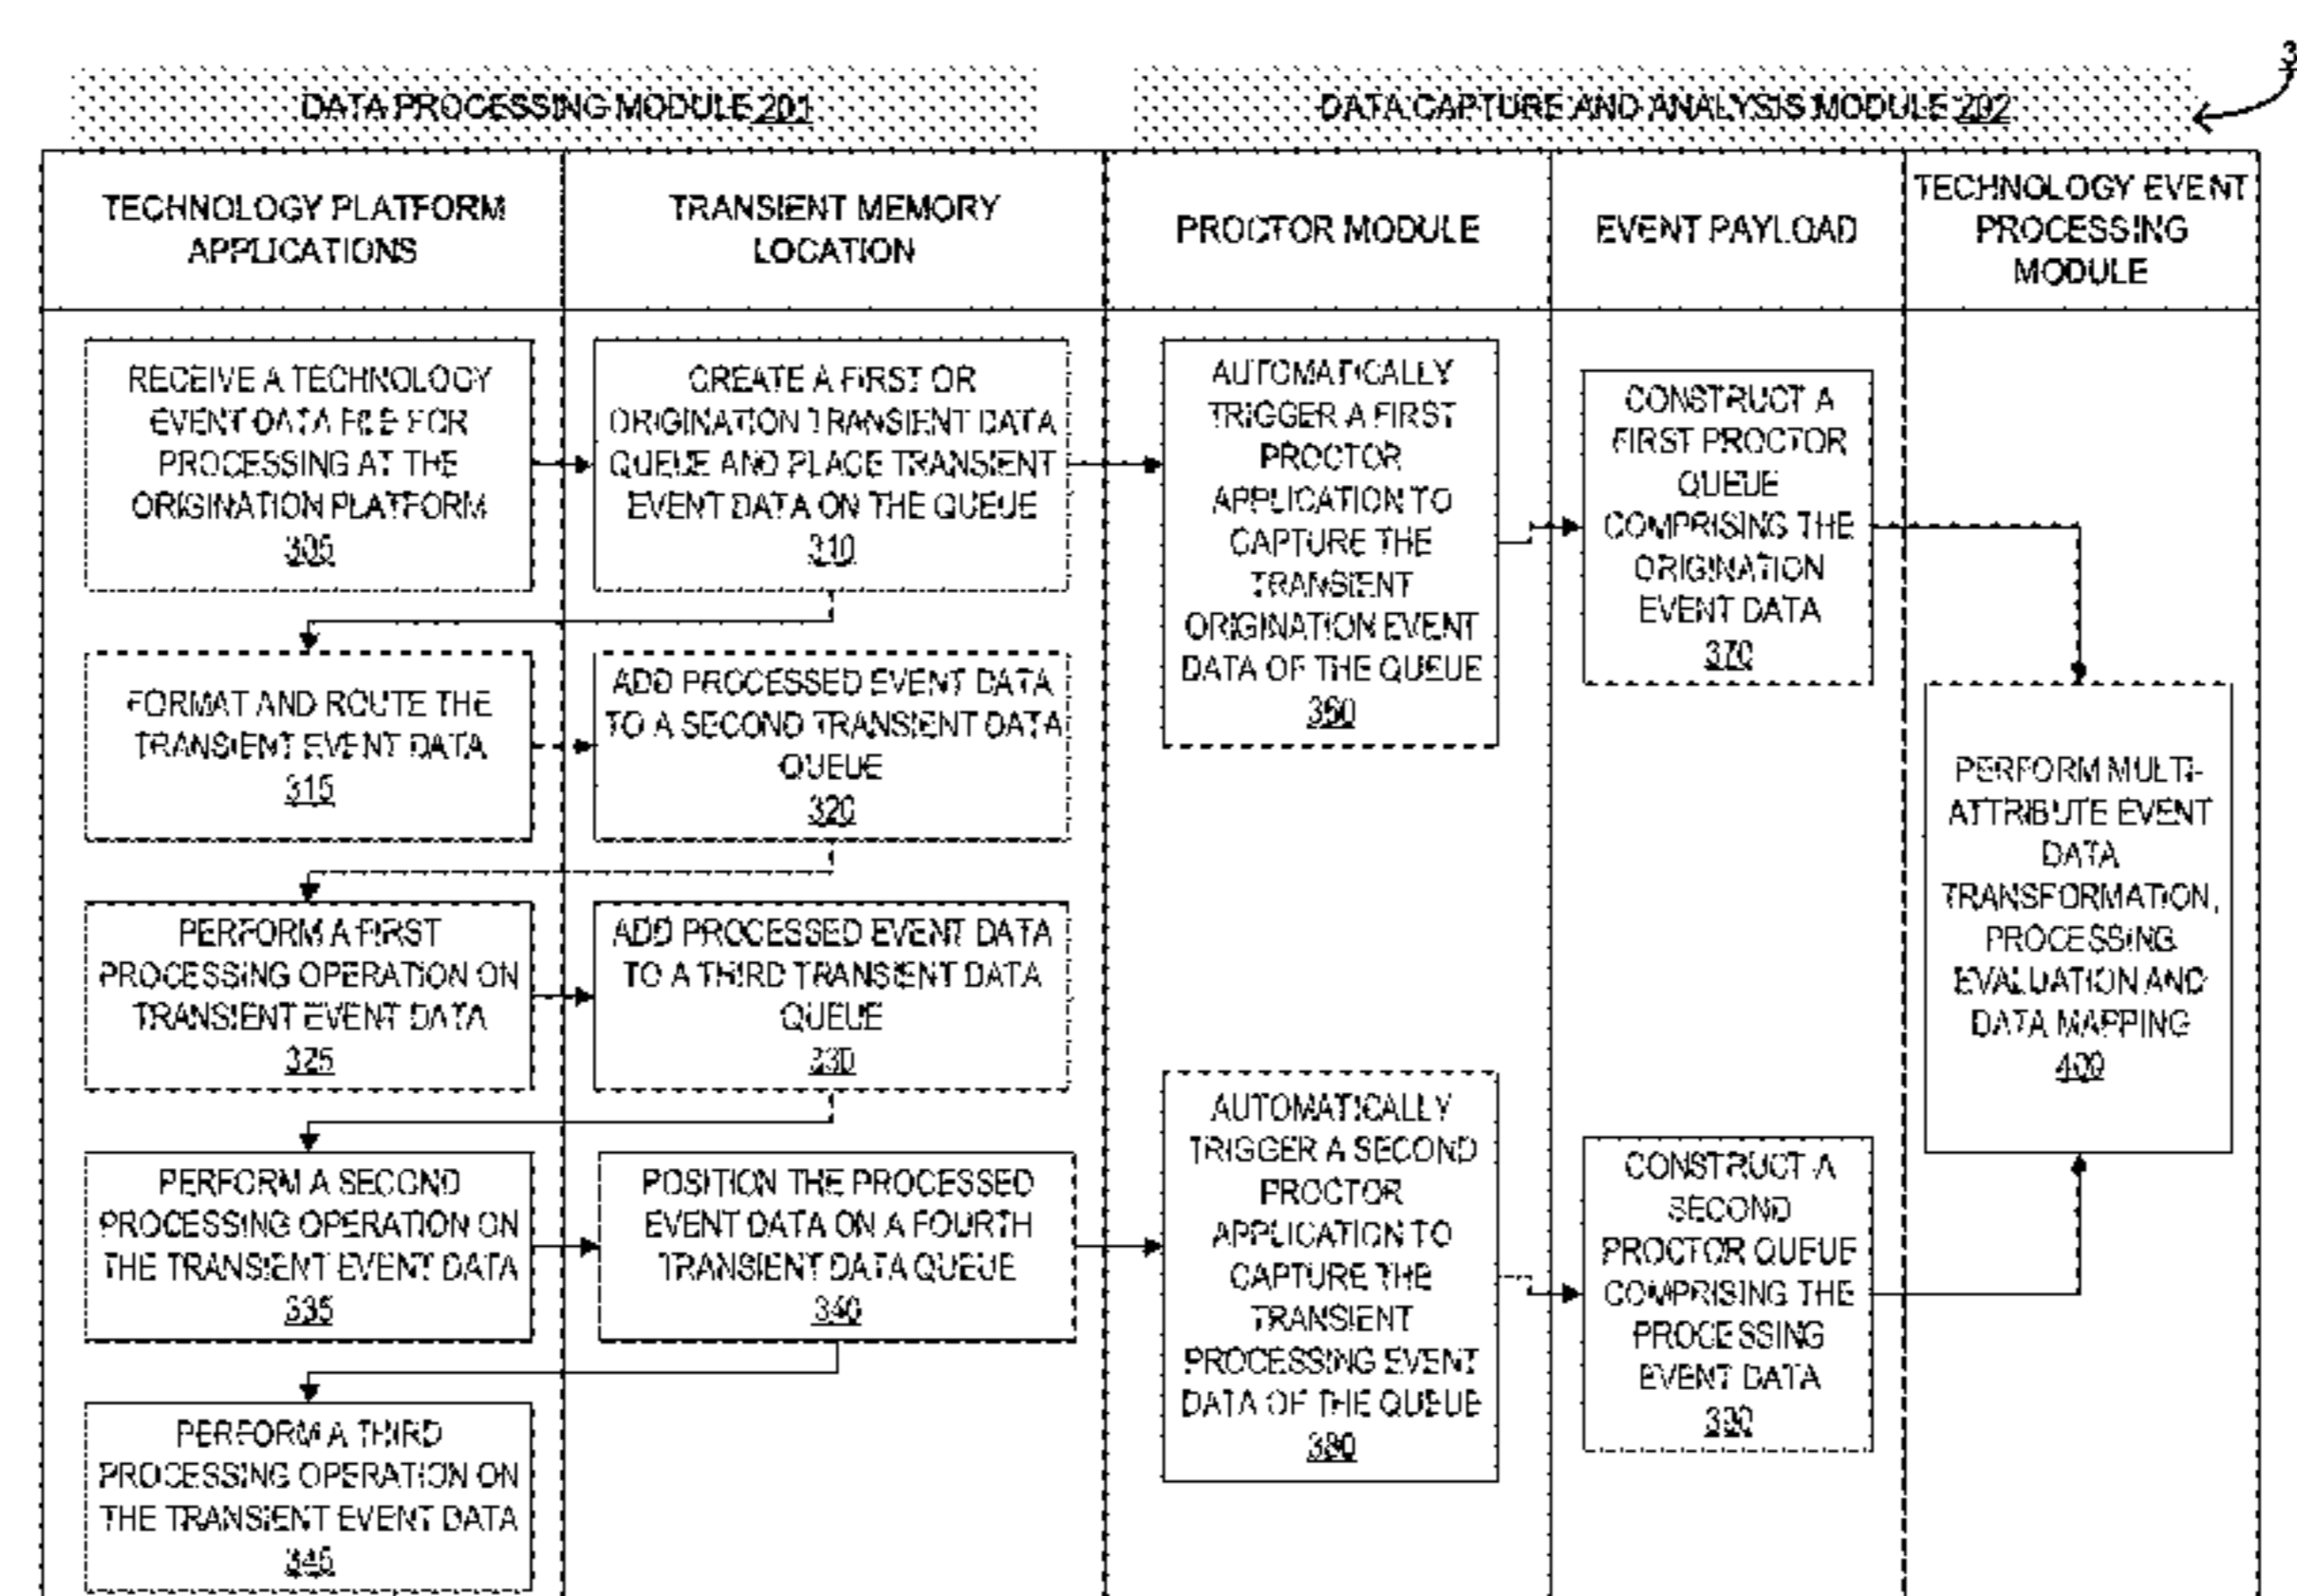 3
DATA PROCESSING MODULE 201
DATA CAPTURE AND ANALYSIS MODULE 202
TECHNOLOGY PLATFORM
APPLICATIONS
TRANSIENT MEMORY
LOCATION
PROCTOR MODULE
EVENT PAYLOAD
TECHNOLOGY EVENT
PROCESSING
MODULE
RECEIVE A TECHNOLOGY
EVENT DATA FILE FOR
PROCESSING AT THE
ORIGINATION PLATFORM
305
CREATE A FIRST OR
ORIGINATION TRANSIENT DATA
QUEUE AND PLACE TRANSIENT
EVENT DATA ON THE QUEUE
310
AUTOMATICALLY
TRIGGER A FIRST
PROCTOR
APPLICATION TO
CAPTURE THE
TRANSIENT
ORIGINATION EVENT
DATA OF THE QUEUE
CONSTRUCT A
FIRST PROCTOR
QUEUE
COMPRISING THE
ORIGINATION
EVENT DATA
370
FORMAT AND ROUTE THE
TRANSIENT EVENT DATA
315
ADD PROCESSED EVENT DATA
TO A SECOND TRANSIENT DATA
QUEUE
320
PERFORM MULTI-
ATTRIBUTE EVENT
DATA
TRANSFORMATION,
PROCESSING
EVALUATION AND
DATA MAPPING
400
PERFORM A FIRST
PROCESSING OPERATION ON
TRANSIENT EVENT DATA
325
ADD PROCESSED EVENT DATA
TO A THIRD TRANSIENT DATA
QUEUE
330
AUTOMATICALLY
TRIGGER A SECOND
PROCTOR
APPLICATION TO
CAPTURE THE
TRANSIENT
PROCESSING EVENT
DATA OF THE QUEUE
380
CONSTRUCT A
SECOND
PROCTOR QUEUE
COMPRISING THE
PROCESSING
EVENT DATA
390
PERFORM A SECOND
PROCESSING OPERATION ON
THE TRANSIENT EVENT DATA
335
POSITION THE PROCESSED
EVENT DATA ON A FOURTH
TRANSIENT DATA QUEUE
340
PERFORM A THIRD
PROCESSING OPERATION ON
THE TRANSIENT EVENT DATA
345